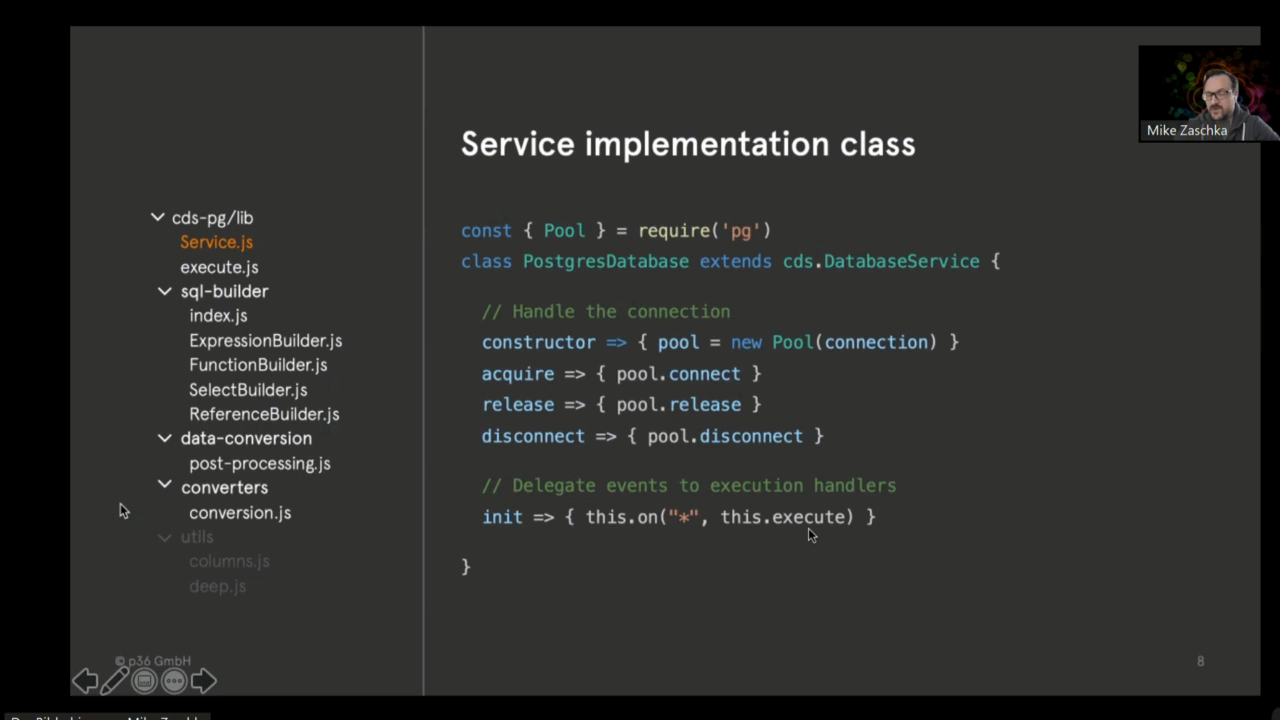 Service implementation class
Mike Zaschka
cds-pg/lib
Service.js
execute.js
sql-builder
index.js
ExpressionBuilder.js
FunctionBuilder.js
SelectBuilder.js
ReferenceBuilder.js
data-conversion
post-processing.js
converters
conversion.js
utils
columns.js
deep.js
const { Pool } = require('pg')
class PostgresDatabase extends cds.DatabaseService {
// Handle the connection
constructor => { pool = new Pool(connection) }
acquire => { pool.connect }
release => { pool.release }
disconnect => { pool.disconnect }
// Delegate events to execution handlers
init => { this.on("*", this.execute) }
}
© p36 GmbH
8